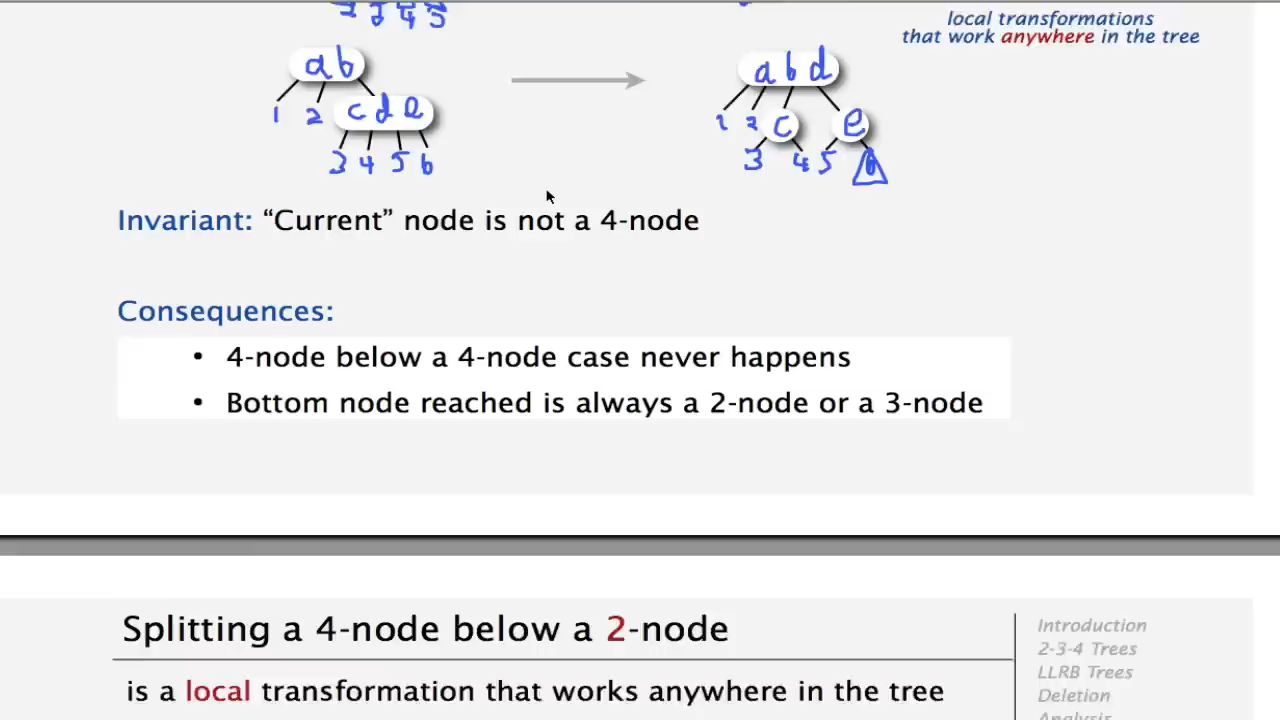 local transformations
that work anywhere in the tree
a b
a b d
1 2 c d e
1 2 c e
3 4 5 6
3 4 5 6
Invariant: “Current” node is not a 4-node
Consequences:
• 4-node below a 4-node case never happens
• Bottom node reached is always a 2-node or a 3-node
Splitting a 4-node below a 2-node
is a local transformation that works anywhere in the tree
Introduction
2-3-4 Trees
LLRB Trees
Deletion
Analysis